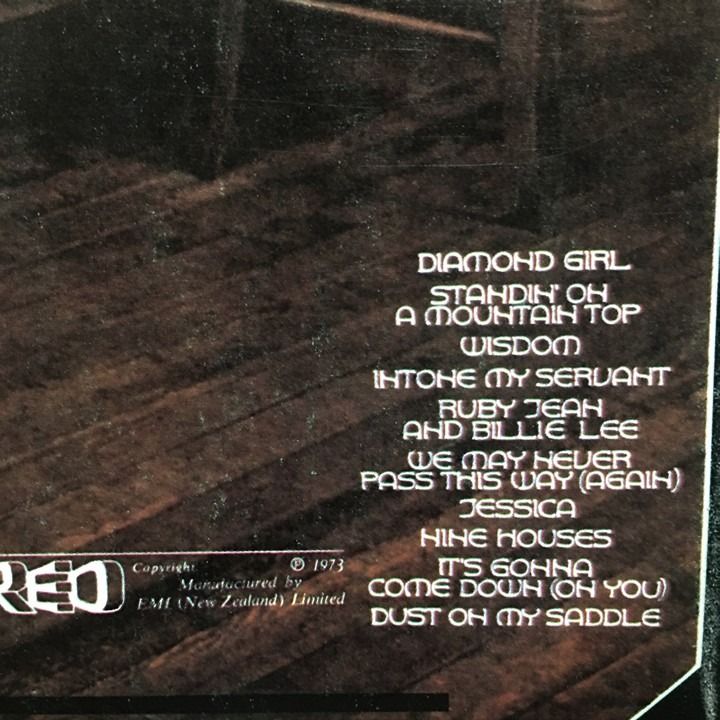 DIAMOND GIRL
STANDIN' ON
A MOUNTAIN TOP
WISDOM
INTONE MY SERVANT
RUBY JEAN
AND BILLIE LEE
WE MAY NEVER
PASS THIS WAY (AGAIN)
JESSICA
NINE HOUSES
IT'S GONNA
COME DOWN (ON YOU)
DUST ON MY SADDLE
REO
Copyright ℗ 1973
Manufactured by
EMI (New Zealand) Limited